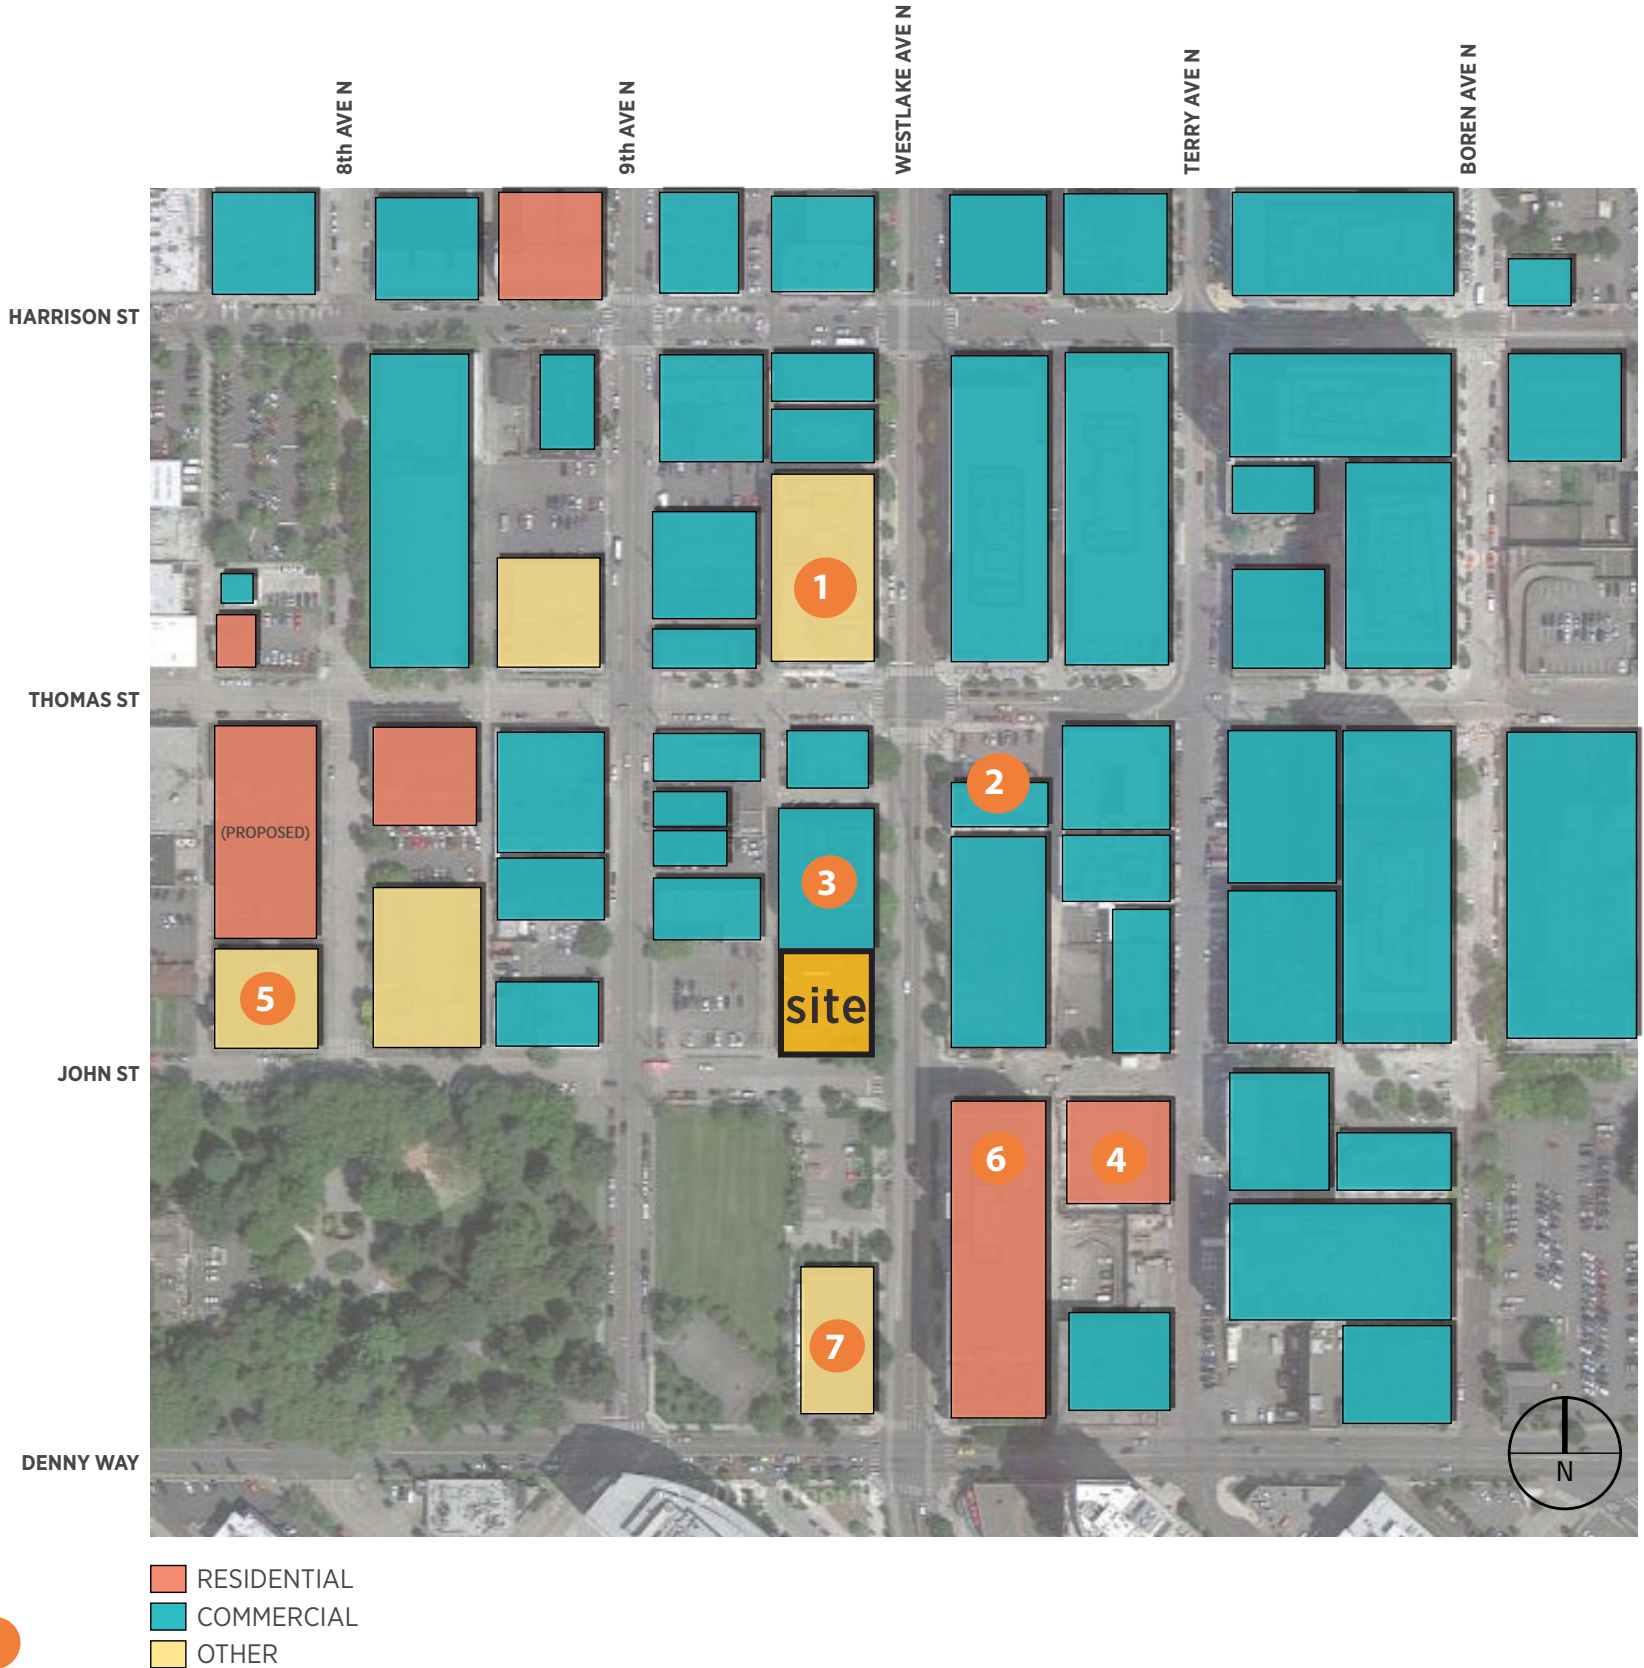 8th AVE N
9th AVE N
WESTLAKE AVE N
TERRY AVE N
BOREN AVE N
HARRISON ST
1
THOMAS ST
2
(PROPOSED)
3
5
site
JOHN ST
6
4
7
DENNY WAY
N
RESIDENTIAL
COMMERCIAL
OTHER